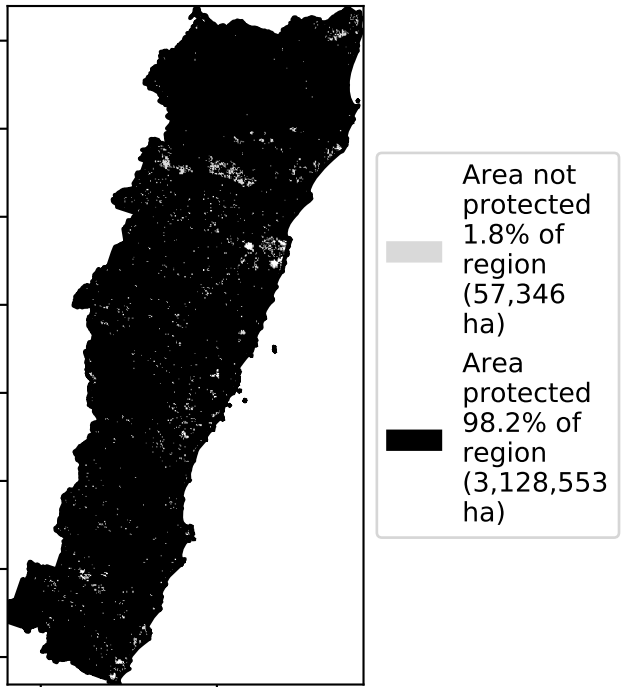 Area not
protected
1.8% of
region
(57,346
ha)
Area
protected
98.2% of
region
(3,128,553
ha)